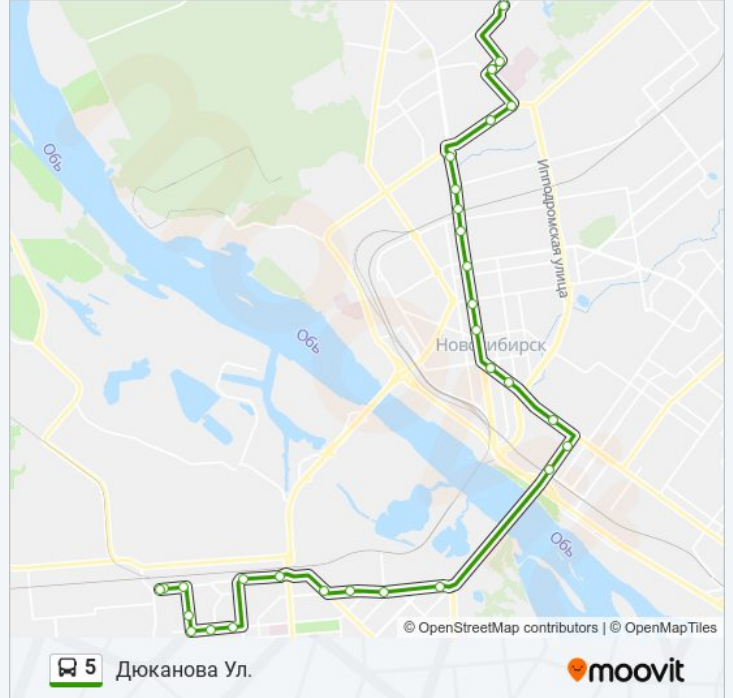 Обь
Ипподромская улица
Обь
Новосибирск
Обь
© OpenStreetMap contributors | © OpenMapTiles
5 Дюканова Ул.
moovit